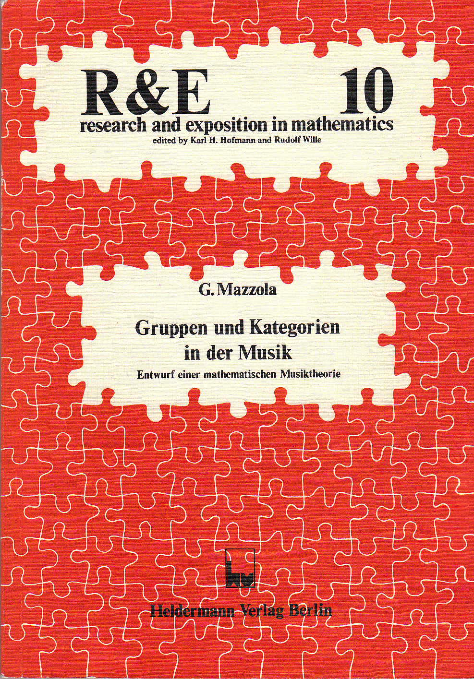 R&E 10
research and exposition in mathematics
edited by Karl H. Hofmann and Rudolf Wille
G. Mazzola
Gruppen und Kategorien
in der Musik
Entwurf einer mathematischen Musiktheorie
Heldermann Verlag Berlin